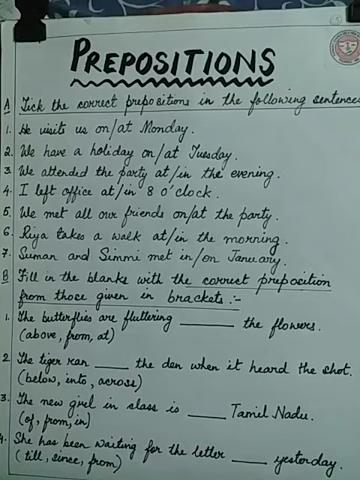 PREPOSITIONS
A Tick the correct prepositions in the following sentences
1. He visits us on/at Monday.
2. We have a holiday on/at Tuesday.
3. We attended the party at/in the evening.
4. I left office at/in 8 o'clock.
5. We met all our friends on/at the party.
6. Riya takes a walk at/in the morning.
7. Suman and Simmi met in/on January.
B Fill in the blanks with the correct preposition
from those given in brackets.:-
1. The butterflies are fluttering ______ the flowers.
(above, from, at)
2. The tiger ran ____ the den when it heard the shot.
(below, into, across)
3. The new girl in class is ____ Tamil Nadu.
(of, from, in)
4. She has been waiting for the letter ____ yesterday.
(till, since, from)